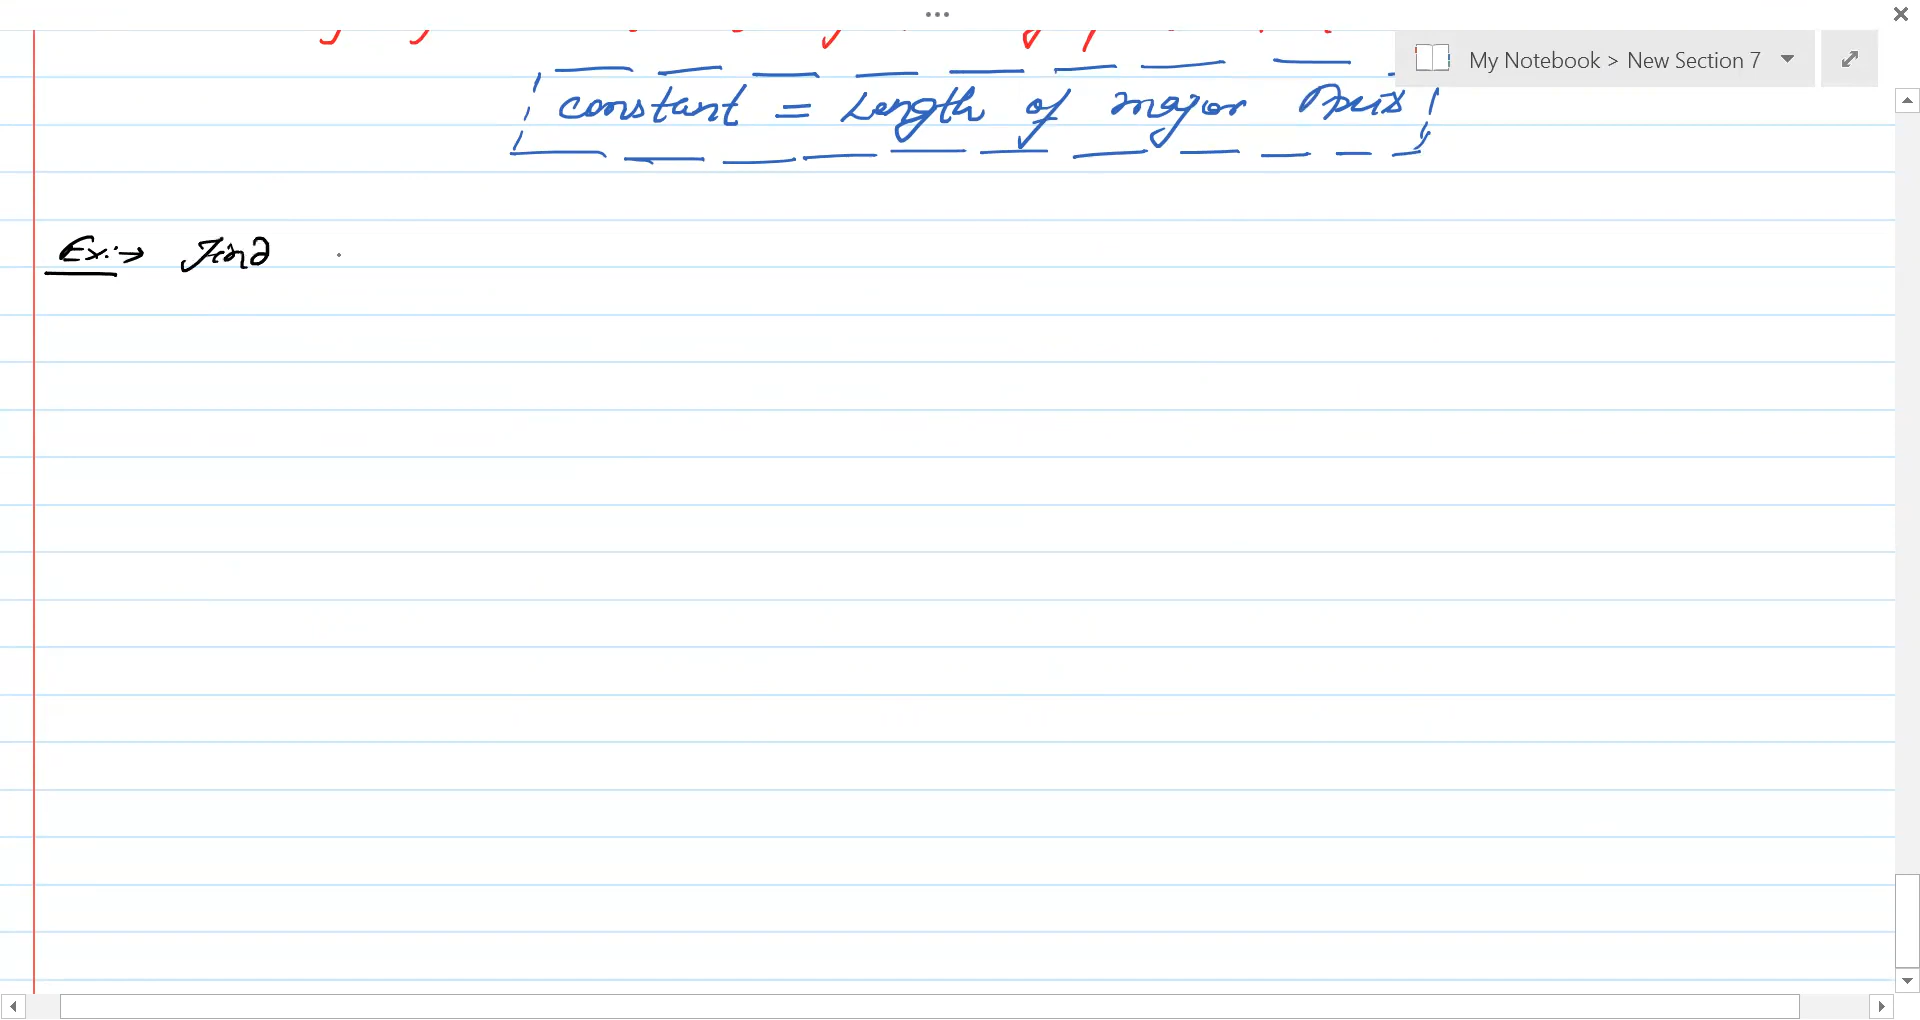 My Notebook > New Section 7
constant = Length of major Axis
Ex:→ Find